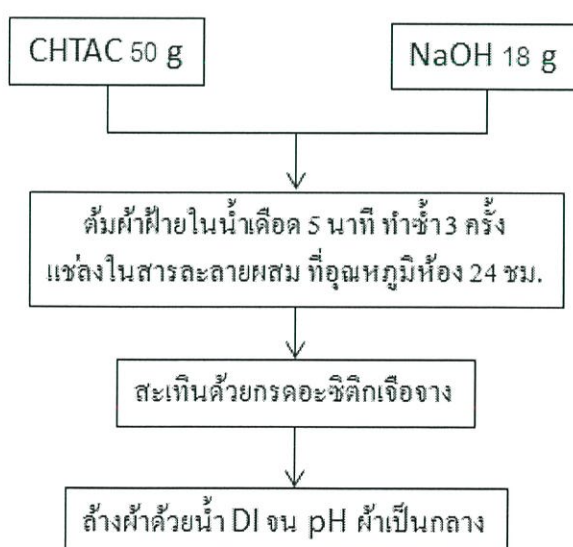 CHTAC 50 g
NaOH 18 g
ต้มผ้าฝ้ายในน้ำเดือด 5 นาที ทำซ้ำ 3 ครั้ง
แช่ลงในสารละลายผสม ที่อุณหภูมิห้อง 24 ชม.
สะเทินด้วยกรดอะซิติกเจือจาง
ล้างผ้าด้วยน้ำ DI จน pH ผ้าเป็นกลาง